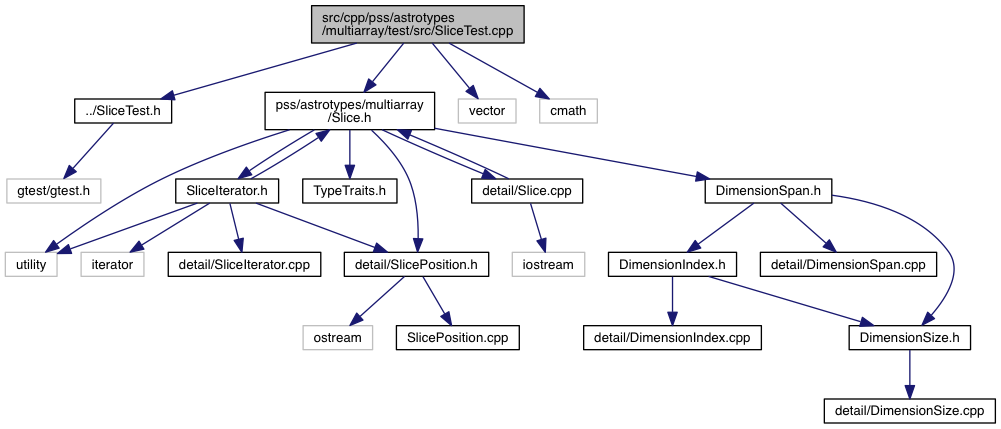 src/cpp/pss/astrotypes
/multiarray/test/src/SliceTest.cpp
../SliceTest.h
pss/astrotypes/multiarray
/Slice.h
vector
cmath
gtest/gtest.h
SliceIterator.h
TypeTraits.h
detail/Slice.cpp
DimensionSpan.h
utility
iterator
detail/SliceIterator.cpp
detail/SlicePosition.h
iostream
DimensionIndex.h
detail/DimensionSpan.cpp
ostream
SlicePosition.cpp
detail/DimensionIndex.cpp
DimensionSize.h
detail/DimensionSize.cpp